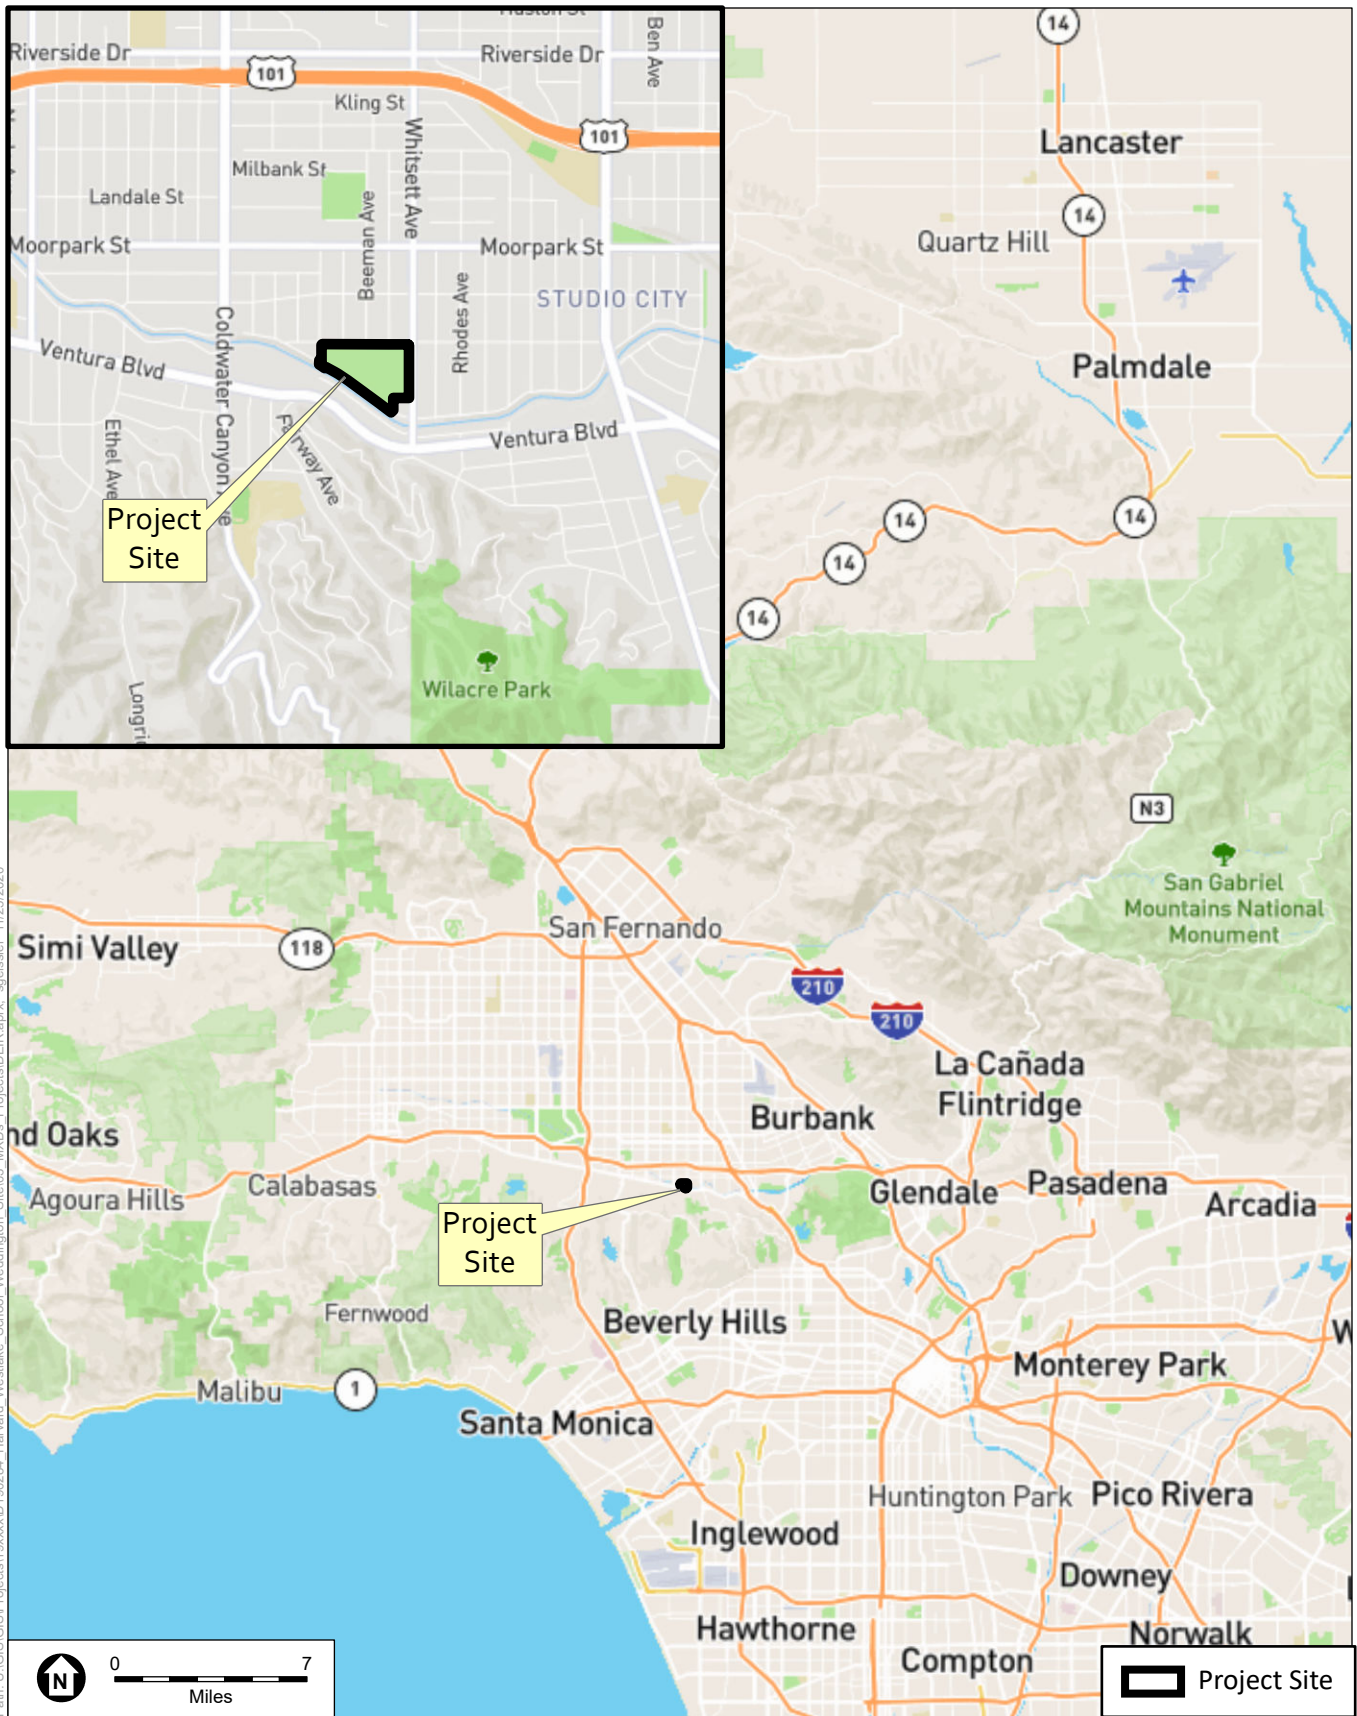 Riverside Dr
Riverside Dr
Ben Ave
101
Kling St
101
Whitsett Ave
Milbank St
Landale St
Beeman Ave
Moorpark St
Moorpark St
Rhodes Ave
STUDIO CITY
Coldwater Canyon
Ventura Blvd
Ventura Blvd
Ethel Ave
Project
Site
Wilacre Park
14
Lancaster
14
Quartz Hill
Palmdale
14
14
14
14
N3
San Gabriel
Mountains National
Monument
San Fernando
Simi Valley
118
210
210
La Cañada
Flintridge
Burbank
nd Oaks
Agoura Hills
Calabasas
Glendale
Pasadena
Arcadia
Project
Site
Fernwood
Beverly Hills
Monterey Park
Malibu
1
Santa Monica
Huntington Park
Pico Rivera
Inglewood
Downey
Hawthorne
Norwalk
Compton
N
0 7
Miles
Project Site